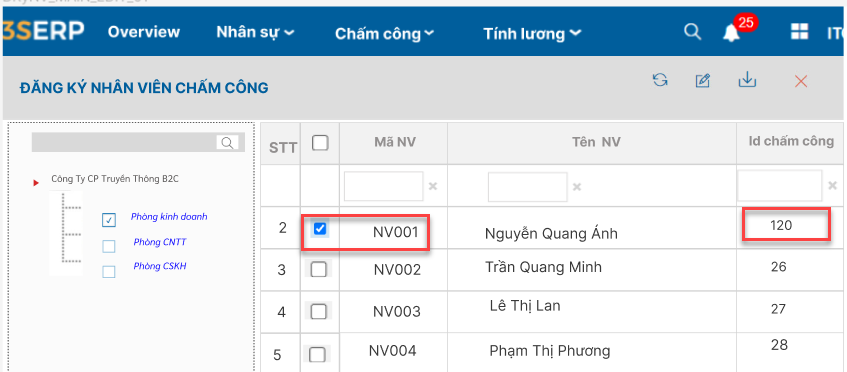 3SERP Overview Nhân sự Chấm công Tính lương 25
ĐĂNG KÝ NHÂN VIÊN CHẤM CÔNG
STT Mã NV Tên NV Id chấm công
Công Ty CP Truyền Thông B2C
Phòng kinh doanh
Phòng CNTT
Phòng CSKH
2 NV001 Nguyễn Quang Ánh 120
3 NV002 Trần Quang Minh 26
4 NV003 Lê Thị Lan 27
5 NV004 Phạm Thị Phương 28